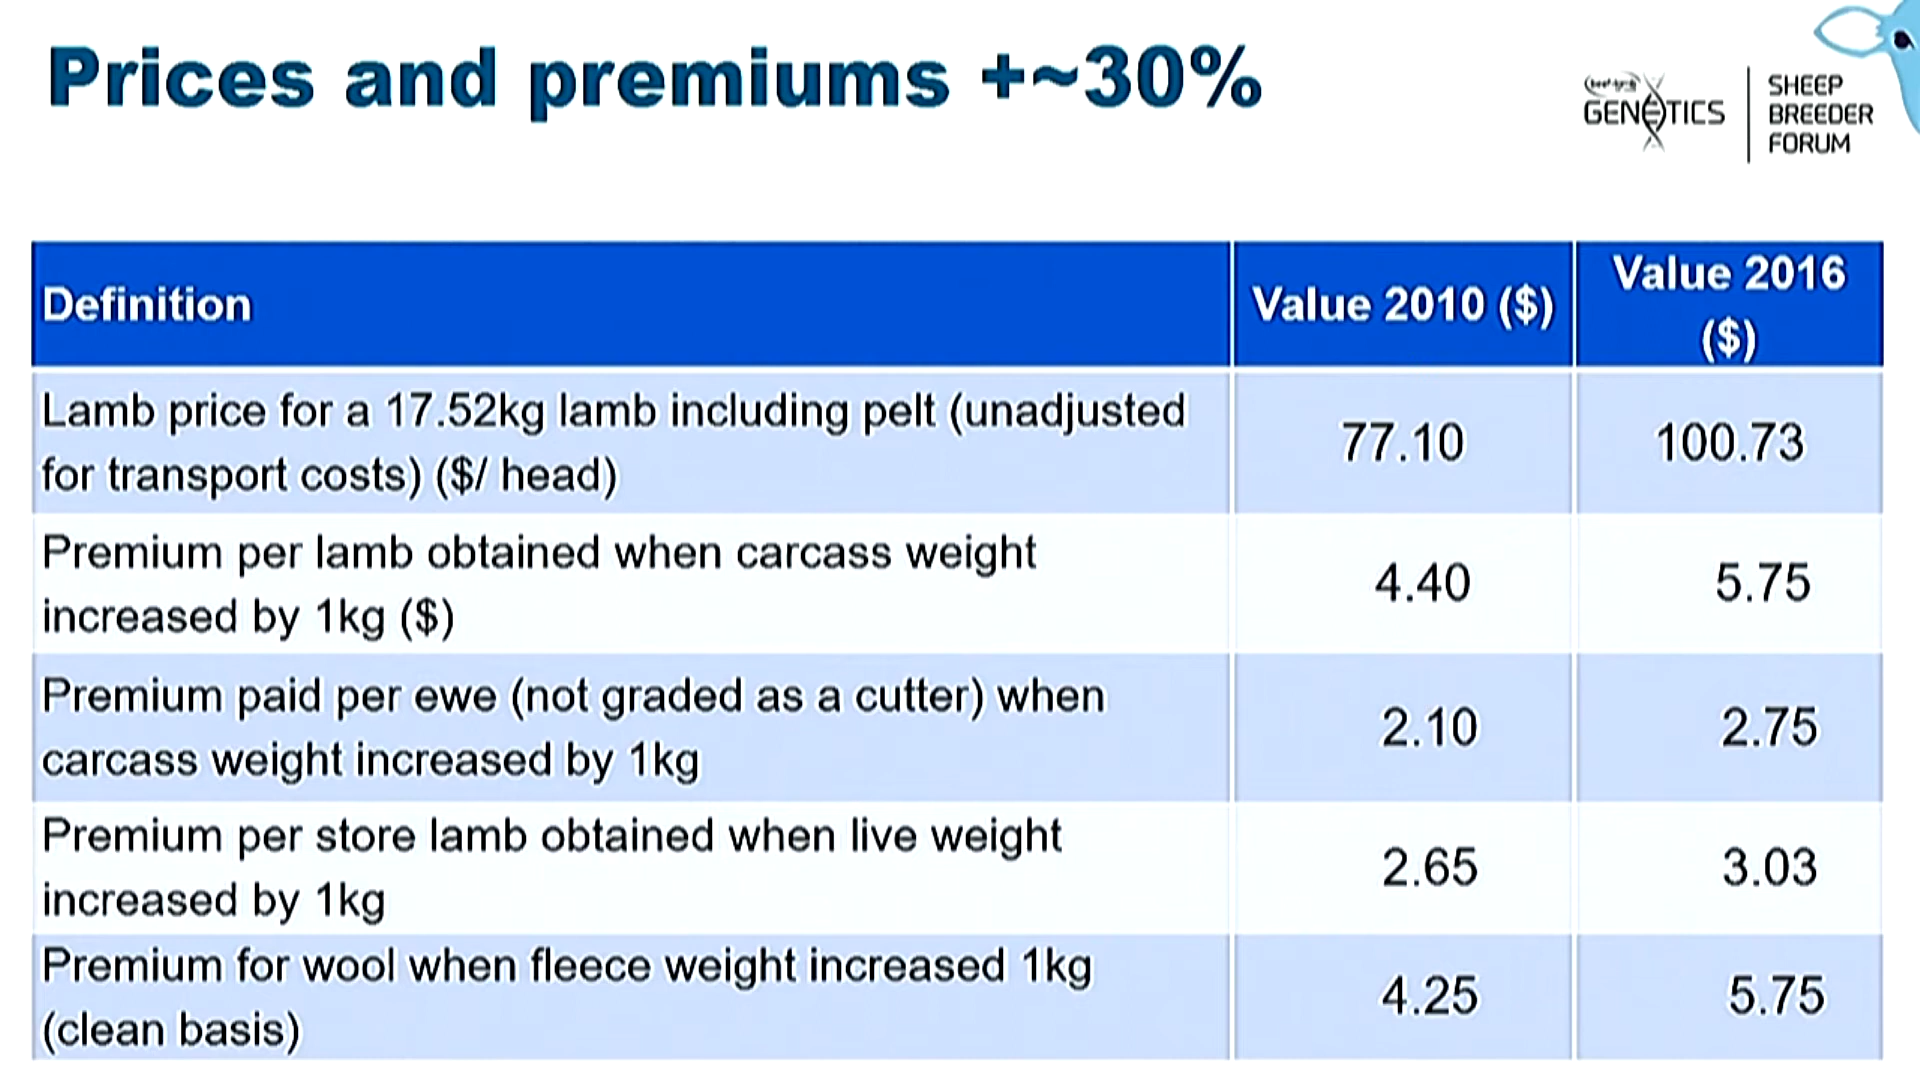 Prices and premiums +~30%
GENETICS
SHEEP
BREEDER
FORUM
Definition
Value 2010 ($)
Value 2016
($)
Lamb price for a 17.52kg lamb including pelt (unadjusted
for transport costs) ($/ head)
77.10
100.73
Premium per lamb obtained when carcass weight
increased by 1kg ($)
4.40
5.75
Premium paid per ewe (not graded as a cutter) when
carcass weight increased by 1kg
2.10
2.75
Premium per store lamb obtained when live weight
increased by 1kg
2.65
3.03
Premium for wool when fleece weight increased 1kg
(clean basis)
4.25
5.75